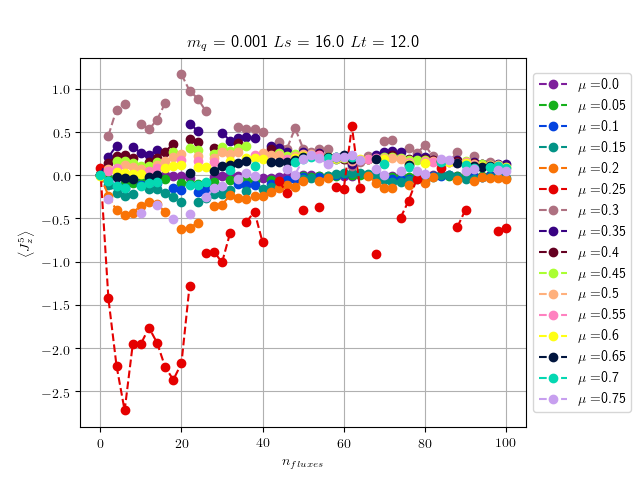 m_q = 0.001 Ls = 16.0 Lt = 12.0
1.0
0.5
0.0
−0.5
−1.0
−1.5
−2.0
−2.5
⟨J_z^5⟩
0 20 40 60 80 100
n_fluxes
μ =0.0
μ =0.05
μ =0.1
μ =0.15
μ =0.2
μ =0.25
μ =0.3
μ =0.35
μ =0.4
μ =0.45
μ =0.5
μ =0.55
μ =0.6
μ =0.65
μ =0.7
μ =0.75